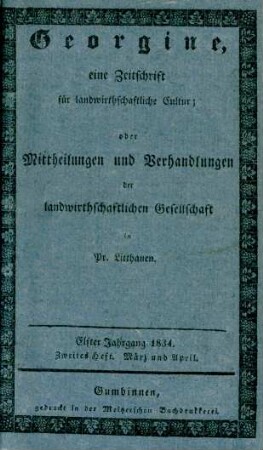 Georgine,
eine Zeitschrift
für landwirthschaftliche Cultur;
oder
Mittheilungen und Verhandlungen
der
landwirthschaftlichen Gesellschaft
in
Pr. Litthauen.
Elfter Jahrgang 1834.
Zweites Heft. März und April.
Gumbinnen,
gedruckt in der Melzerschen Buchdruckerei.